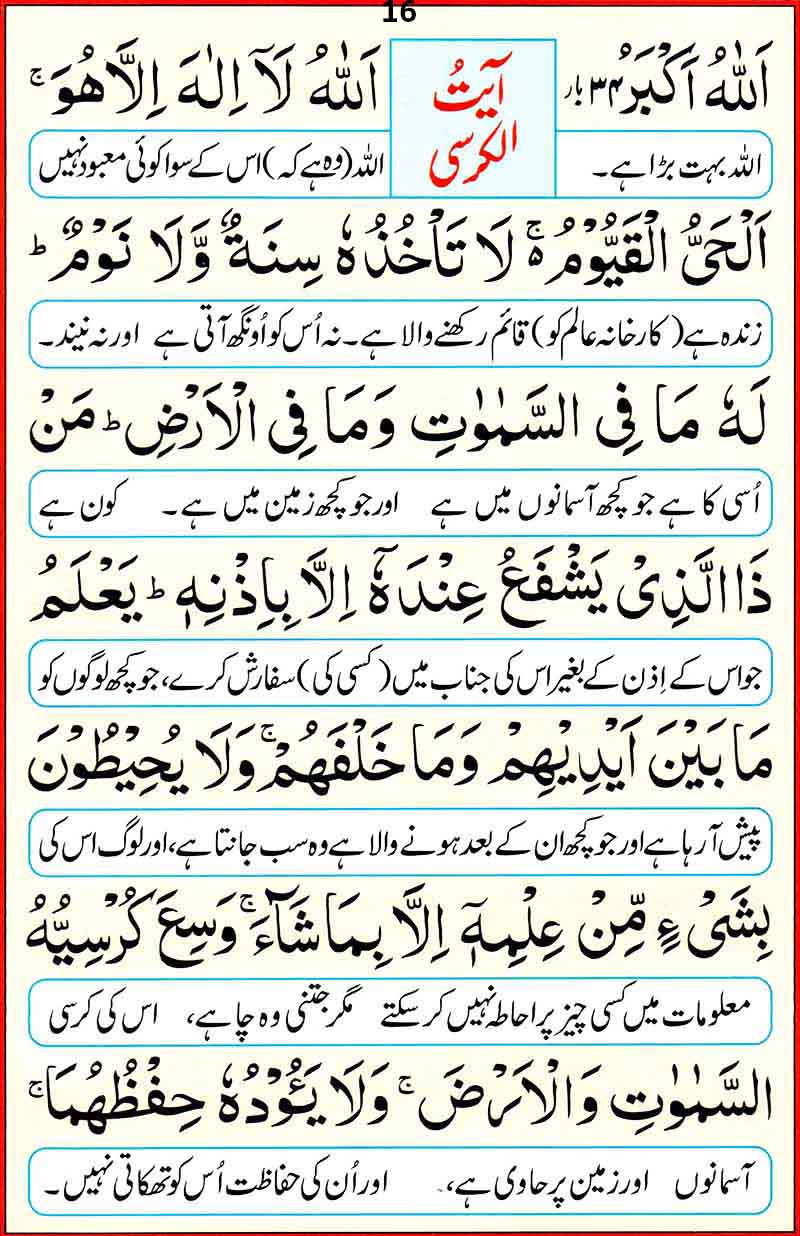 16
اَللّٰهُ اَكْبَرُ ۳۴ بار
آیتُ
الکرسی
اَللّٰهُ لَآ اِلٰهَ اِلَّا هُوَ ۚ
اللہ بہت بڑا ہے۔
اللہ (وہ ہے کہ) اس کے سوا کوئی معبود نہیں
اَلْحَيُّ الْقَيُّوْمُ ۚ۬ لَا تَاْخُذُهٗ سِنَةٌ وَّلَا نَوْمٌ ؕ
زندہ ہے (کارخانہ عالم کو) قائم رکھنے والا ہے۔ نہ اُس کو اُونگھ آتی ہے اور نہ نیند۔
لَهٗ مَا فِی السَّمٰوٰتِ وَمَا فِی الْاَرْضِ ؕ مَنْ
اُسی کا ہے جو کچھ آسمانوں میں ہے اور جو کچھ زمین میں ہے۔ کون ہے
ذَا الَّذِیْ يَشْفَعُ عِنْدَهٗٓ اِلَّا بِاِذْنِهٖ ؕ يَعْلَمُ
جو اس کے اِذن کے بغیر اس کی جناب میں (کسی کی) سفارش کرے، جو کچھ لوگوں کو
مَا بَيْنَ اَيْدِيْهِمْ وَمَا خَلْفَهُمْ ۚ وَلَا يُحِيْطُوْنَ
پیش آرہا ہے اور جو کچھ ان کے بعد ہونے والا ہے وہ سب جانتا ہے، اور لوگ اس کی
بِشَیْءٍ مِّنْ عِلْمِهٖٓ اِلَّا بِمَا شَآءَ ۚ وَسِعَ كُرْسِيُّهُ
معلومات میں کسی چیز پر احاطہ نہیں کر سکتے مگر جتنی وہ چاہے، اس کی کرسی
السَّمٰوٰتِ وَالْاَرْضَ ۚ وَلَا يَـُٔوْدُهٗ حِفْظُهُمَا ۚ
آسمانوں اور زمین پر حاوی ہے، اور اُن کی حفاظت اُس کو تھکاتی نہیں۔